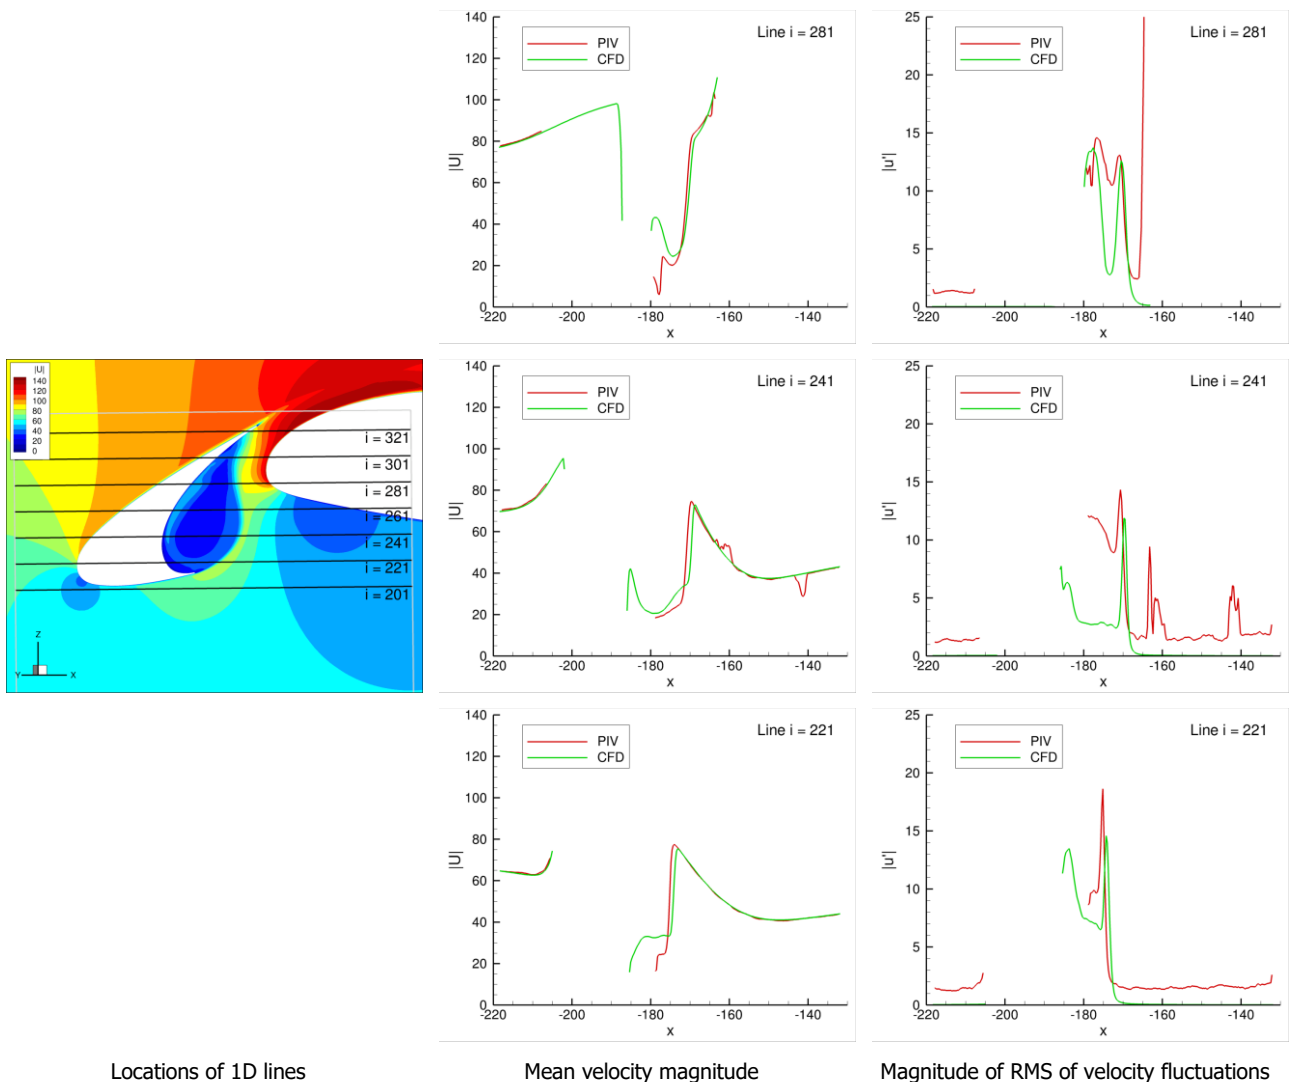 140
120
100
80
60
40
20
0
|U|
-220
-200
-180
-160
-140
x
PIV
CFD
Line i = 281
25
20
15
10
5
0
|u'|
-220
-200
-180
-160
-140
x
PIV
CFD
Line i = 281
|U|
140
120
100
80
60
40
20
0
i = 321
i = 301
i = 281
i = 261
i = 241
i = 221
i = 201
Z
Y
X
140
120
100
80
60
40
20
0
|U|
-220
-200
-180
-160
-140
x
PIV
CFD
Line i = 241
25
20
15
10
5
0
|u'|
-220
-200
-180
-160
-140
x
PIV
CFD
Line i = 241
140
120
100
80
60
40
20
0
|U|
-220
-200
-180
-160
-140
x
PIV
CFD
Line i = 221
25
20
15
10
5
0
|u'|
-220
-200
-180
-160
-140
x
PIV
CFD
Line i = 221
Locations of 1D lines
Mean velocity magnitude
Magnitude of RMS of velocity fluctuations